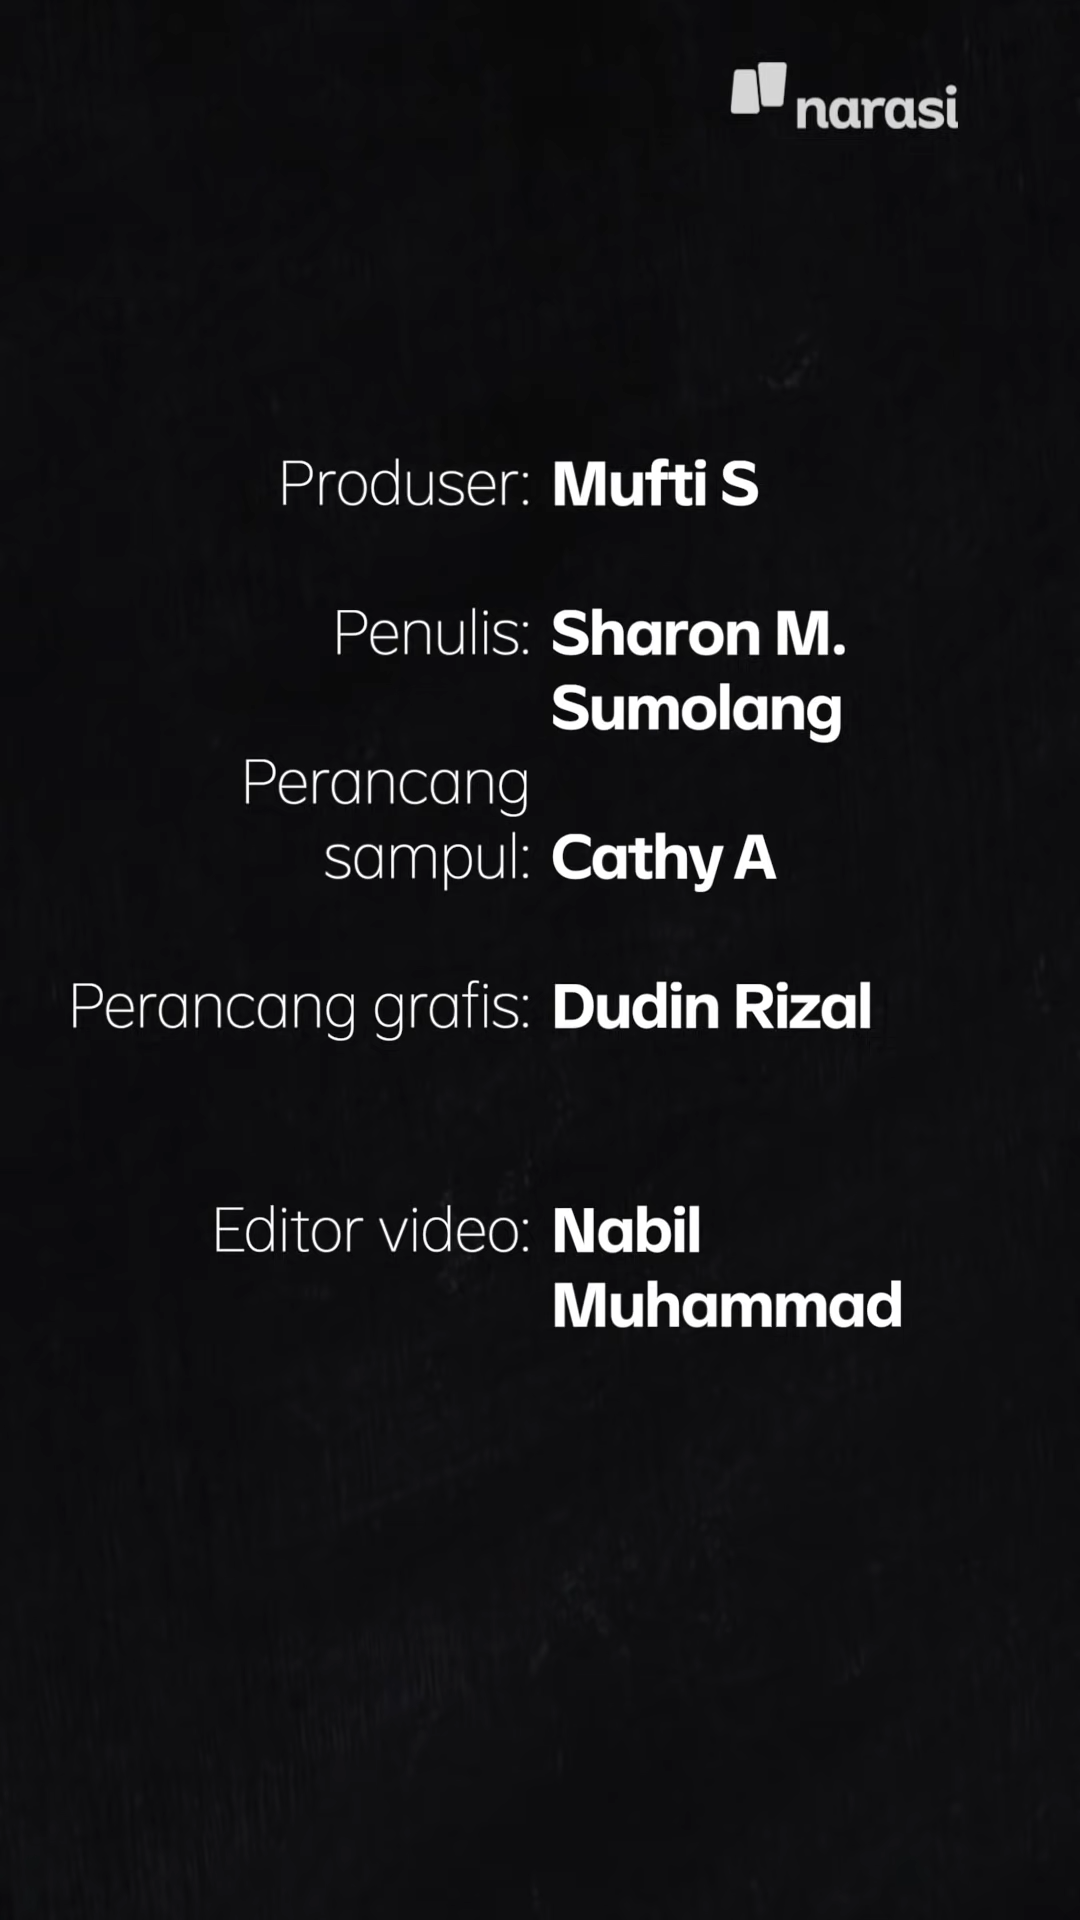 narasi
Produser: Mufti S
Penulis: Sharon M.
Sumolang
Perancang
sampul: Cathy A
Perancang grafis: Dudin Rizal
Editor video: Nabil
Muhammad